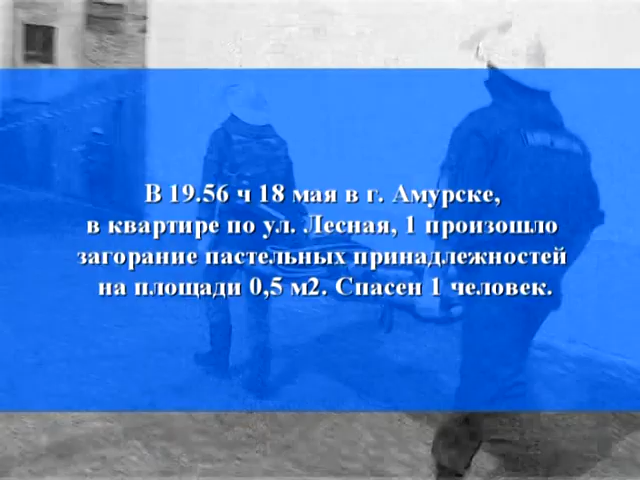 В 19.56 ч 18 мая в г. Амурске,
в квартире по ул. Лесная, 1 произошло
загорание пастельных принадлежностей
на площади 0,5 м2. Спасен 1 человек.